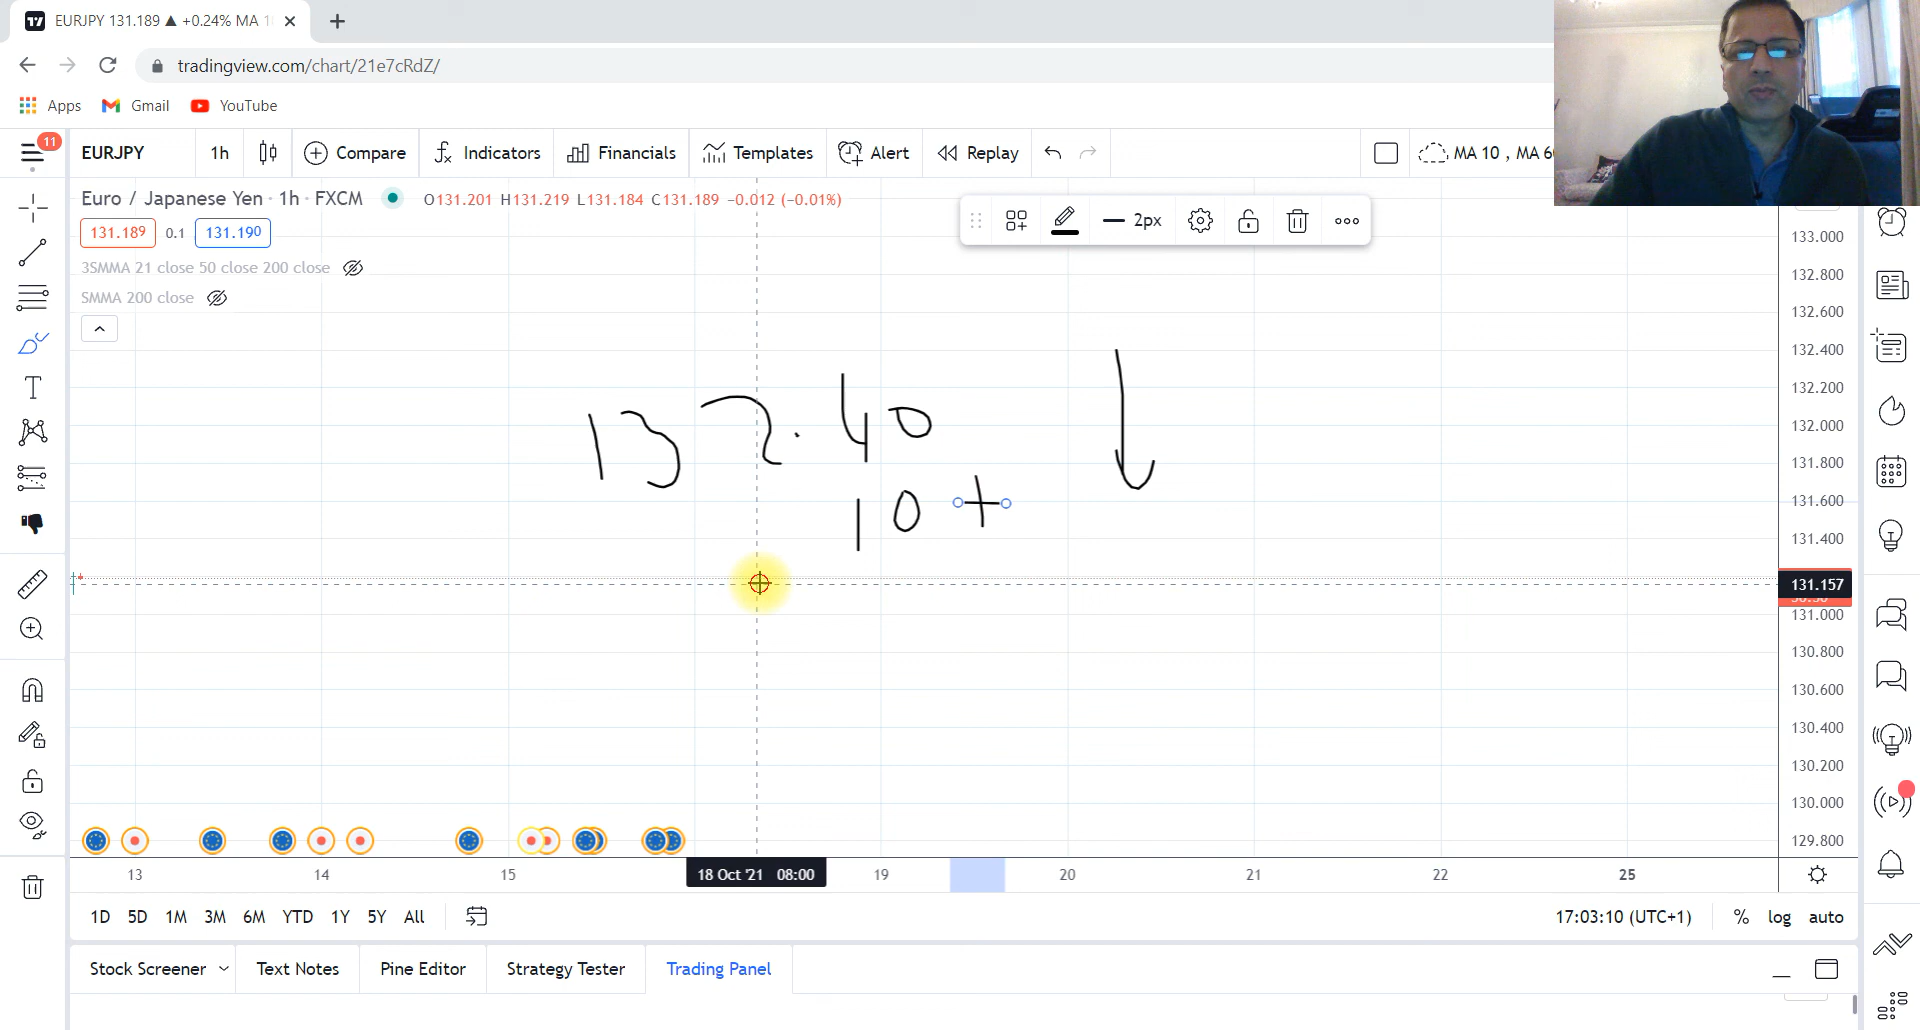 EURJPY 131.189 ▲ +0.24% MA 1
tradingview.com/chart/21e7cRdZ/
Apps Gmail YouTube
11
EURJPY 1h Compare Indicators Financials Templates Alert Replay MA 10 , MA 60
Euro / Japanese Yen · 1h · FXCM O131.201 H131.219 L131.184 C131.189 −0.012 (−0.01%)
131.189 0.1 131.190
2px
3SMMA 21 close 50 close 200 close
SMMA 200 close
132.40
10 +
133.000
132.800
132.600
132.400
132.200
132.000
131.800
131.600
131.400
131.157
131.000
130.800
130.600
130.400
130.200
130.000
129.800
13 14 15 18 Oct '21 08:00 19 20 21 22 25
1D 5D 1M 3M 6M YTD 1Y 5Y All 17:03:10 (UTC+1) % log auto
Stock Screener Text Notes Pine Editor Strategy Tester Trading Panel